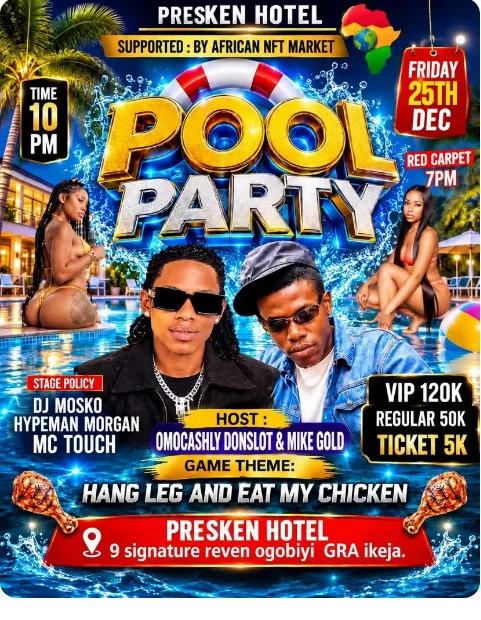 PRESKEN HOTEL
SUPPORTED : BY AFRICAN NFT MARKET
TIME
10
PM
FRIDAY
25TH
DEC
RED CARPET
7PM
POOL
PARTY
STAGE POLICY
DJ MOSKO
HYPEMAN MORGAN
MC TOUCH
HOST :
OMOCASHLY DONSLOT & MIKE GOLD
GAME THEME:
VIP 120K
REGULAR 50K
TICKET 5K
HANG LEG AND EAT MY CHICKEN
PRESKEN HOTEL
9 signature reven ogobiyi GRA ikeja.